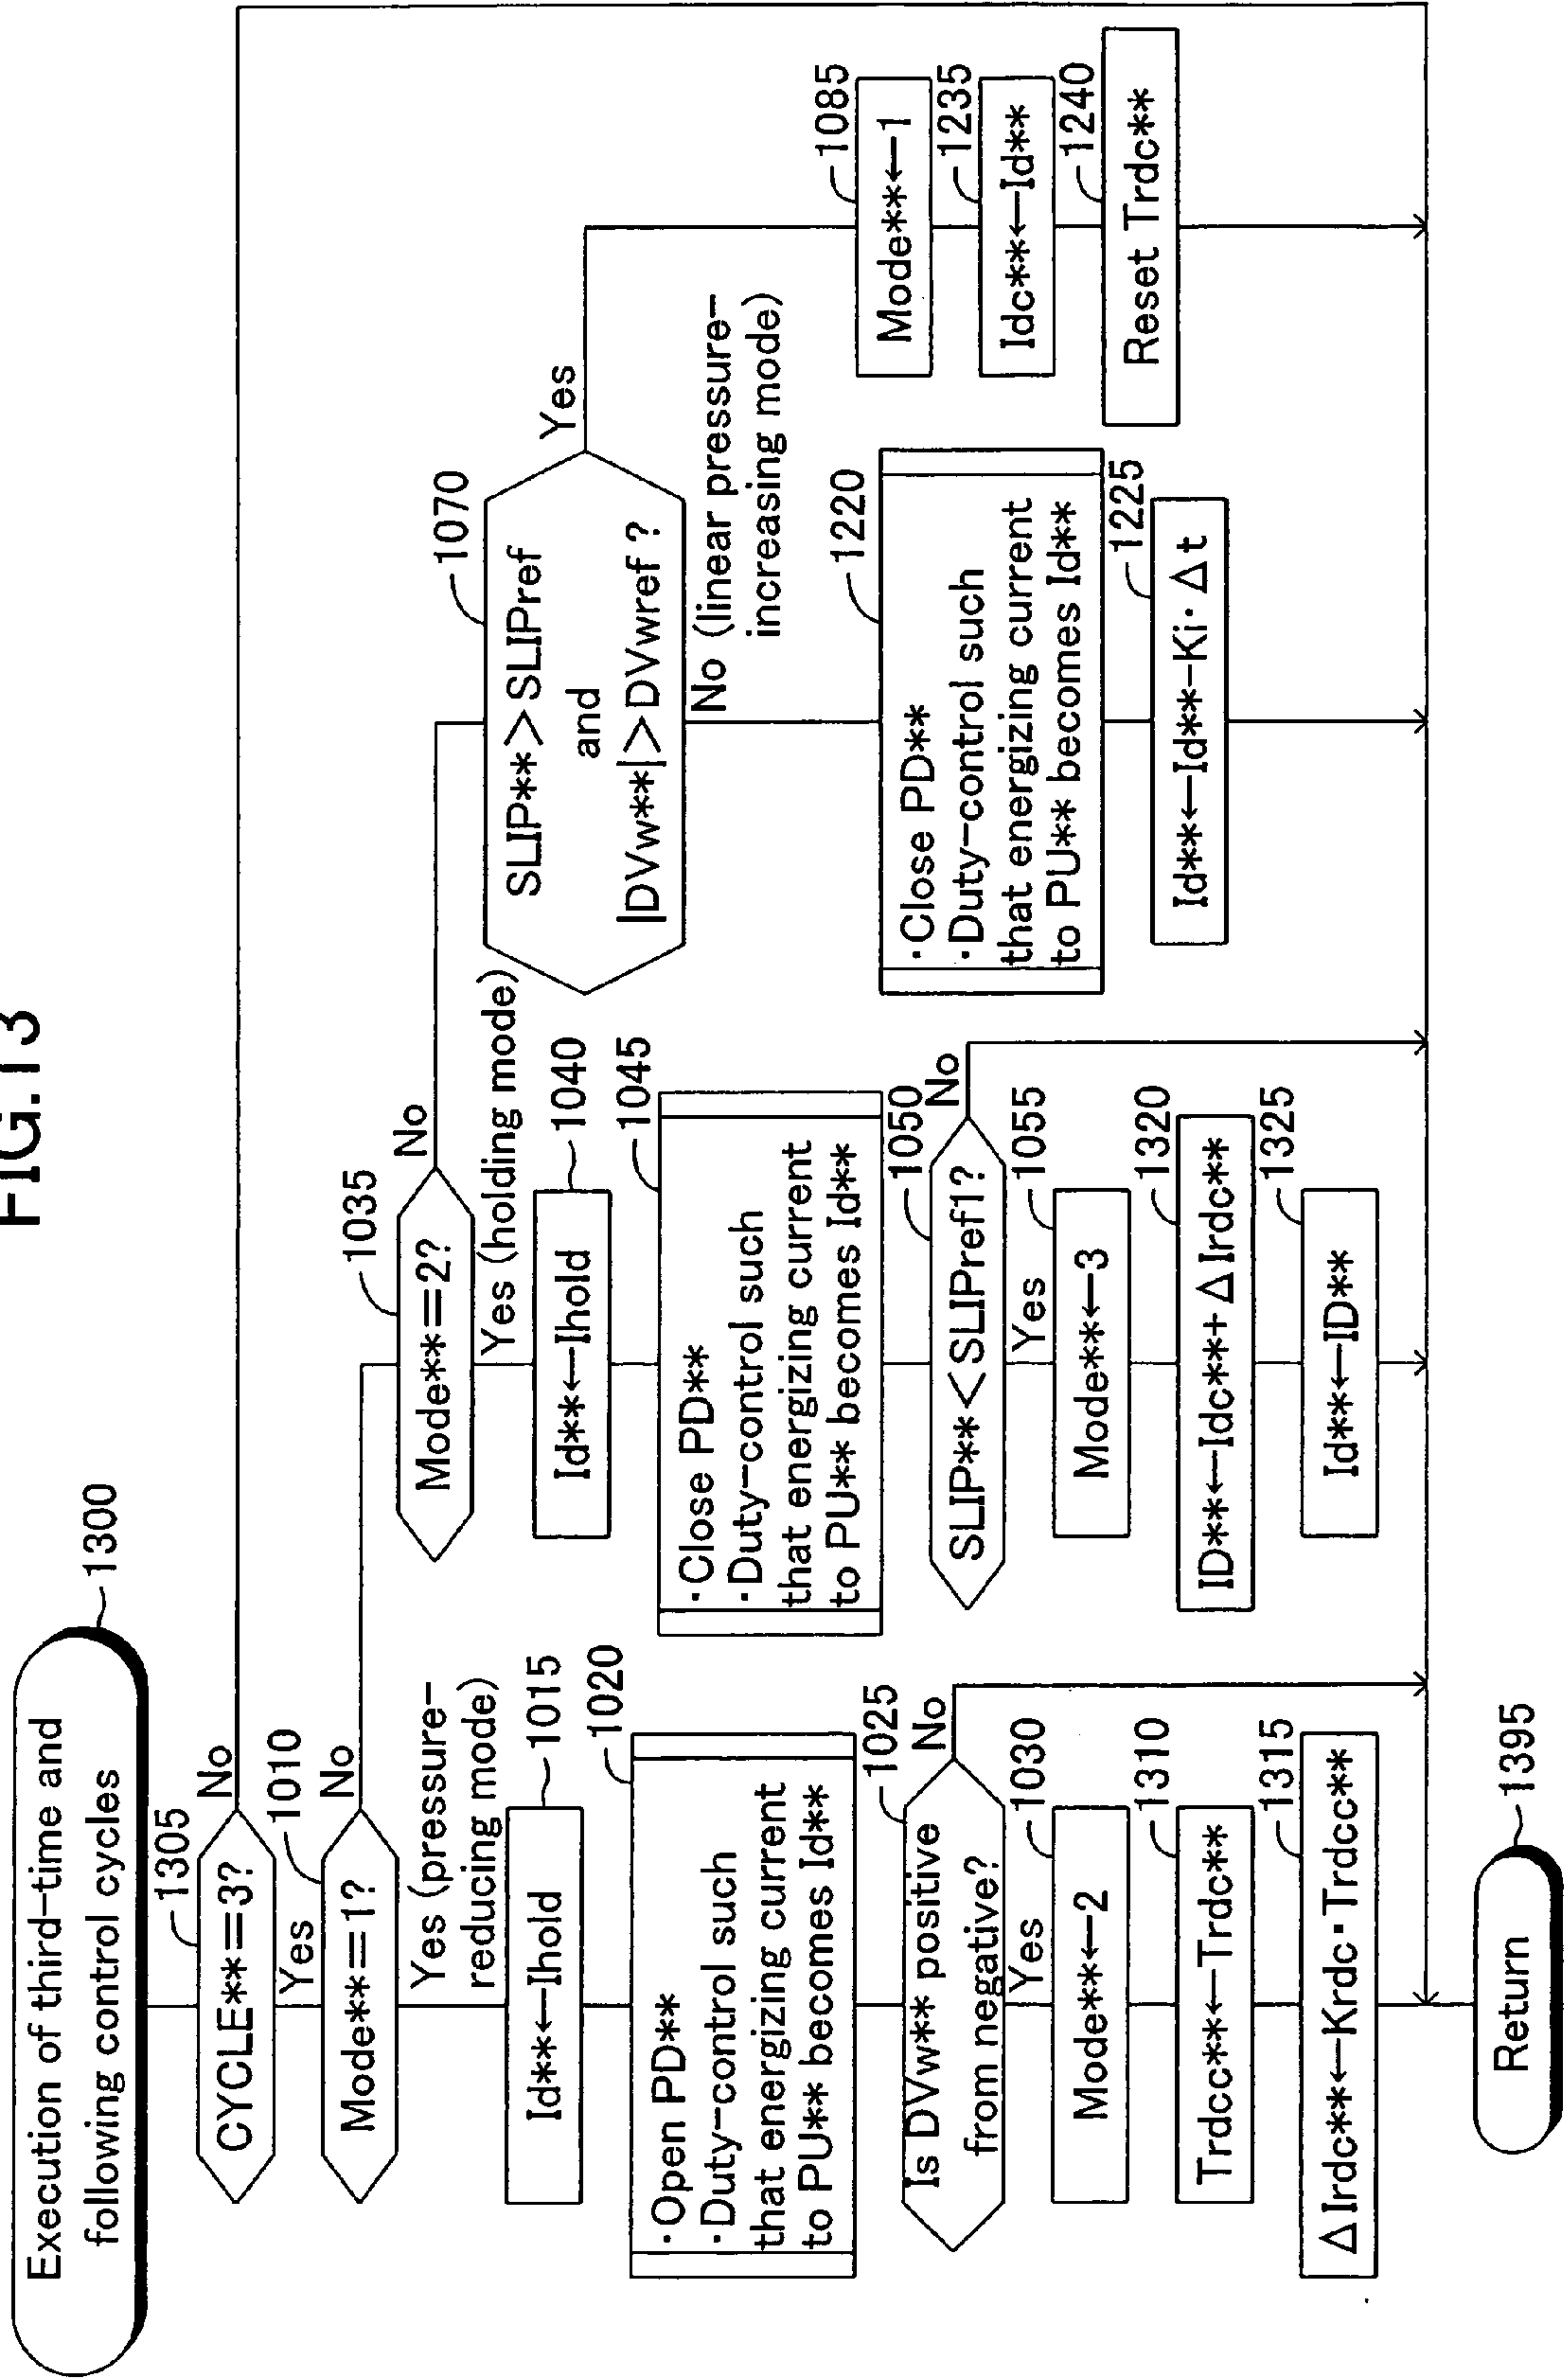 FIG.13
Execution of third-time and
following control cycles
1300
1305
CYCLE**=3?
No
Yes
1010
Mode**=1?
No
Yes (pressure-
reducing mode)
1015
Id**←Ihold
1020
·Open PD**
·Duty-control such
that energizing current
to PU** becomes Id**
1025
Is DVw** positive
from negative?
No
Yes
1030
Mode**←2
1310
Trdcc**←Trdc**
1315
ΔIrdc**←Krdc·Trdcc**
1035
Mode**=2?
No
Yes (holding mode)
1040
Id**←Ihold
1045
·Close PD**
·Duty-control such
that energizing current
to PU** becomes Id**
1050
SLIP**<SLIPref1?
No
Yes
1055
Mode**←3
1320
ID**←Idc**+ΔIrdc**
1325
Id**←ID**
1070
SLIP**>SLIPref
and
|DVw**|>DVwref?
Yes
No (linear pressure-
increasing mode)
1220
·Close PD**
·Duty-control such
that energizing current
to PU** becomes Id**
1225
Id**←Id**-Ki·Δt
1085
Mode**←1
1235
Idc**←Id**
1240
Reset Trdc**
Return
1395